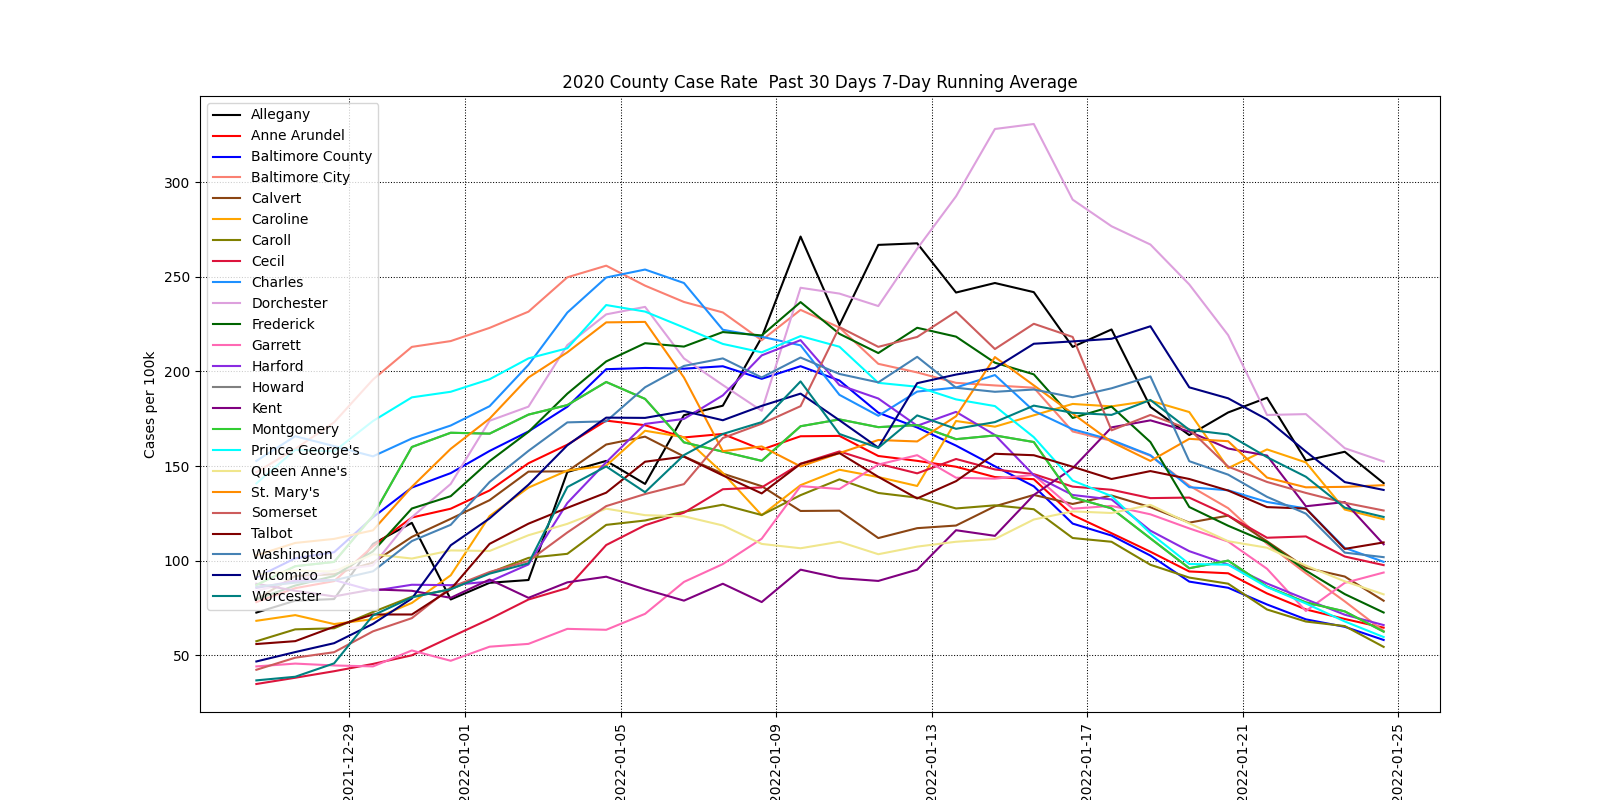 2020 County Case Rate  Past 30 Days 7-Day Running Average
Allegany
Anne Arundel
Baltimore County
Baltimore City
Calvert
Caroline
Caroll
Cecil
Charles
Dorchester
Frederick
Garrett
Harford
Howard
Kent
Montgomery
Prince George's
Queen Anne's
St. Mary's
Somerset
Talbot
Washington
Wicomico
Worcester
Cases per 100k
300
250
200
150
100
50
2021-12-29
2022-01-01
2022-01-05
2022-01-09
2022-01-13
2022-01-17
2022-01-21
2022-01-25